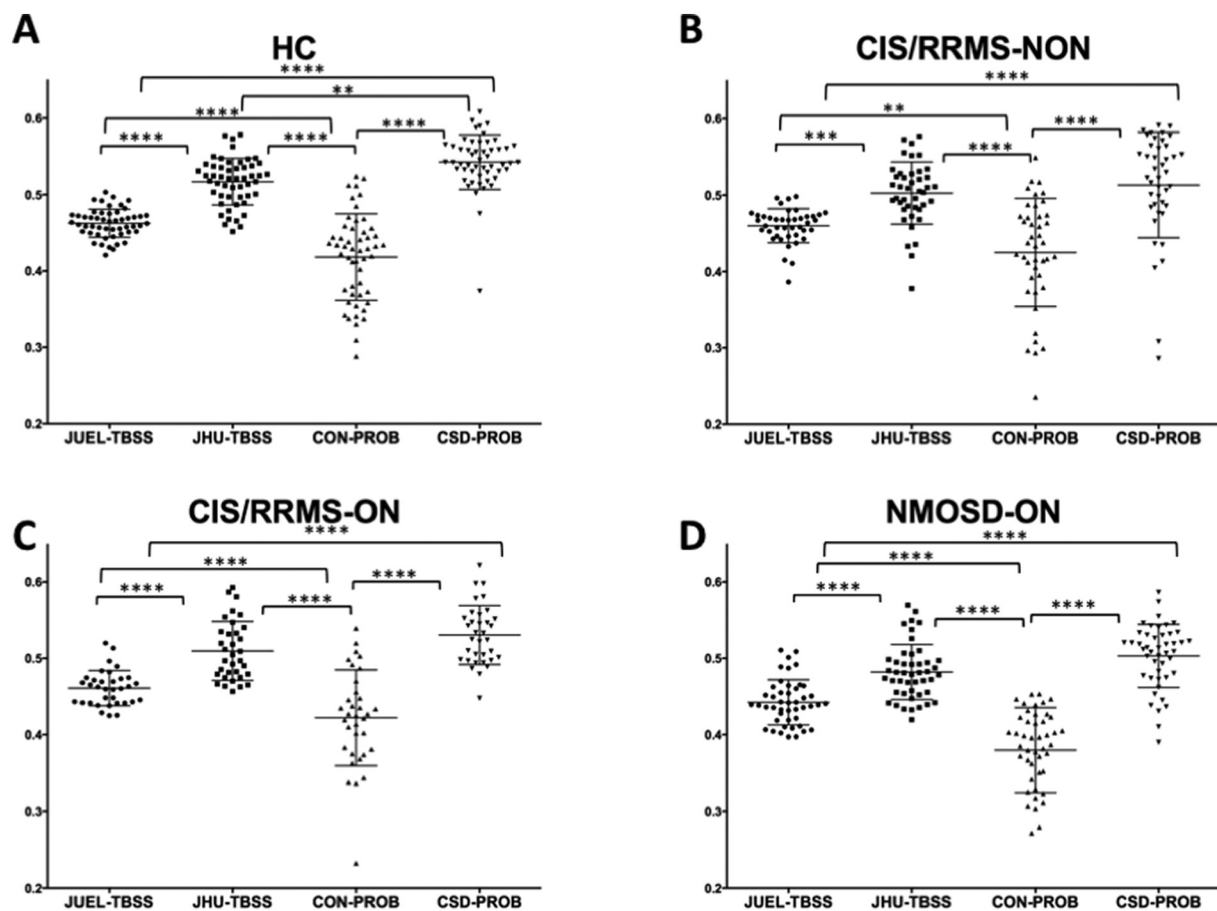 A
HC
****
**
****
****
****
****
0.6
0.5
0.4
0.3
0.2
JUEL-TBSS
JHU-TBSS
CON-PROB
CSD-PROB
B
CIS/RRMS-NON
****
**
****
***
****
0.6
0.5
0.4
0.3
0.2
JUEL-TBSS
JHU-TBSS
CON-PROB
CSD-PROB
C
CIS/RRMS-ON
****
****
****
****
****
0.6
0.5
0.4
0.3
0.2
JUEL-TBSS
JHU-TBSS
CON-PROB
CSD-PROB
D
NMOSD-ON
****
****
****
****
****
0.6
0.5
0.4
0.3
0.2
JUEL-TBSS
JHU-TBSS
CON-PROB
CSD-PROB